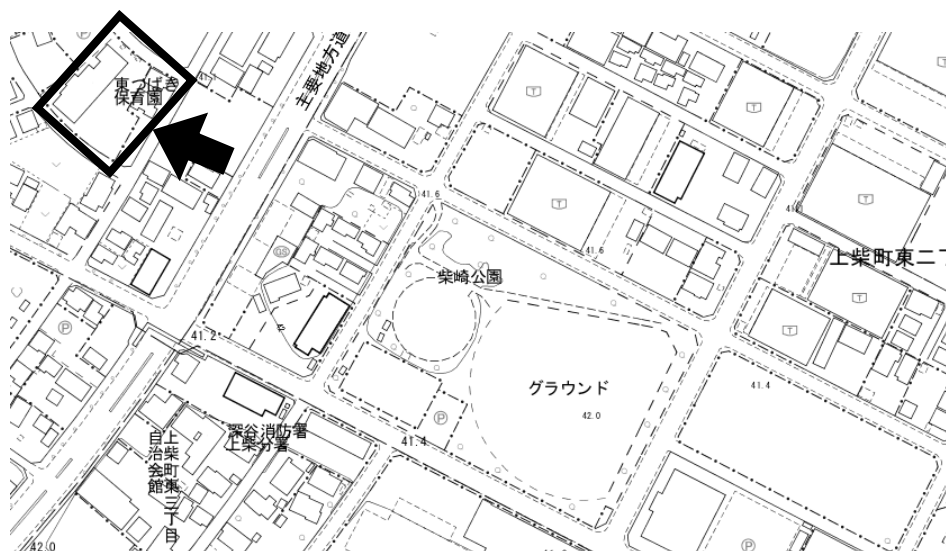 Ⓟ
東つばき
保育園
41.
主要地方道
41.6
T
T
T
T
41.6
41.
上柴町東二丁
柴崎公園
GS
Ⓟ
41.2
T
T
グラウンド
42.0
41.4
Ⓟ
41.4
深谷消防署
上柴分署
上柴町東三丁目
自治会館
Ⓟ
42.0